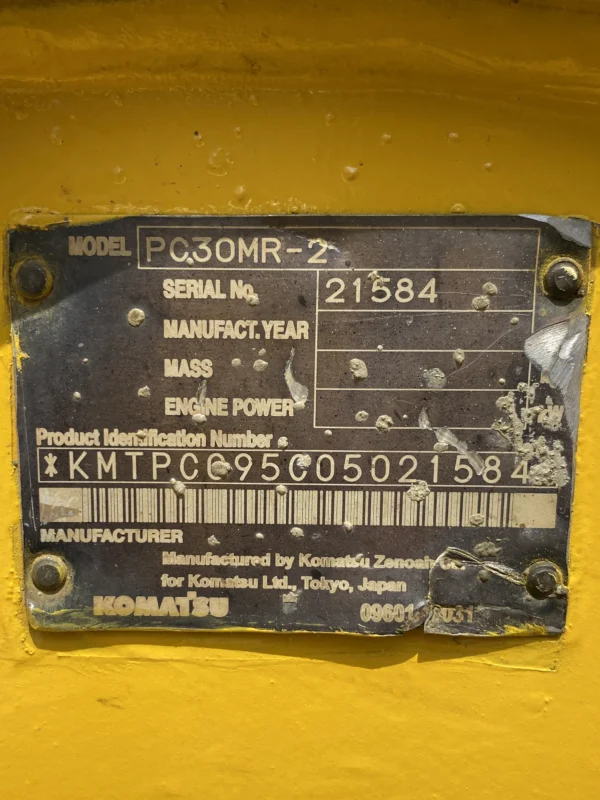 MODEL PC30MR-2
SERIAL No. 21584
MANUFACT. YEAR
MASS
ENGINE POWER
Product Identification Number
*KMTPC095C05021584
MANUFACTURER
Manufactured by Komatsu Zenoah Co.
for Komatsu Ltd., Tokyo, Japan
KOMATSU